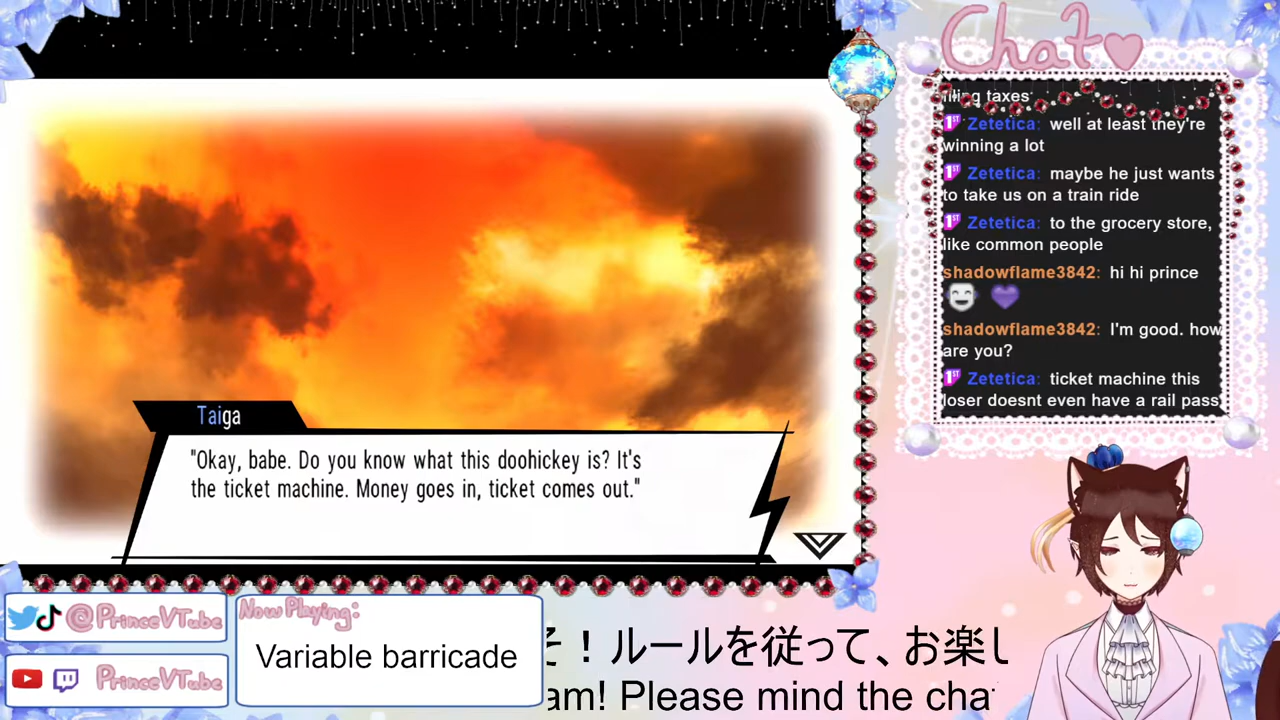 Chat
filing taxes
Zetetica: well at least they're
winning a lot
Zetetica: maybe he just wants
to take us on a train ride
Zetetica: to the grocery store,
like common people
shadowflame3842: hi hi prince
shadowflame3842: I'm good. how
are you?
Zetetica: ticket machine this
loser doesnt even have a rail pass
Taiga
"Okay, babe. Do you know what this doohickey is? It's
the ticket machine. Money goes in, ticket comes out."
@PrinceVTube
PrinceVTube
Now Playing:
Variable barricade
そ！ルールを従って、お楽し
am! Please mind the cha